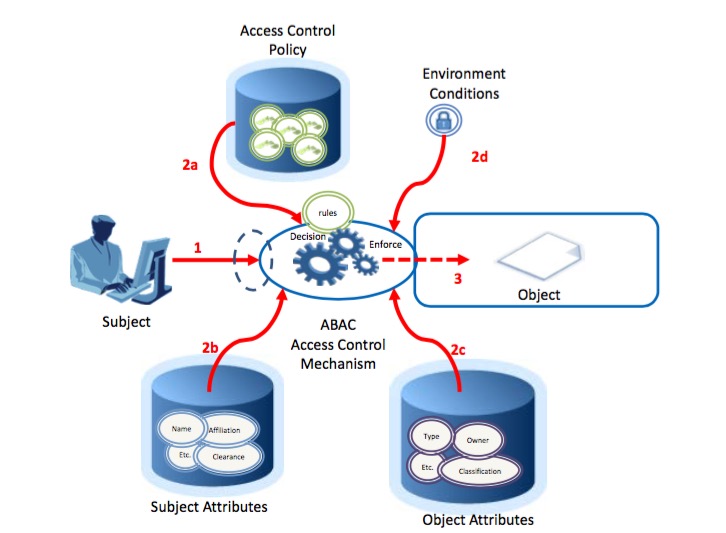 Access Control
Policy
Environment
Conditions
2a
2d
rules
Decision
Enforce
1
3
Object
Subject
ABAC
Access Control
Mechanism
2b
2c
Name
Affiliation
Etc.
Clearance
Type
Owner
Etc.
Classification
Subject Attributes
Object Attributes